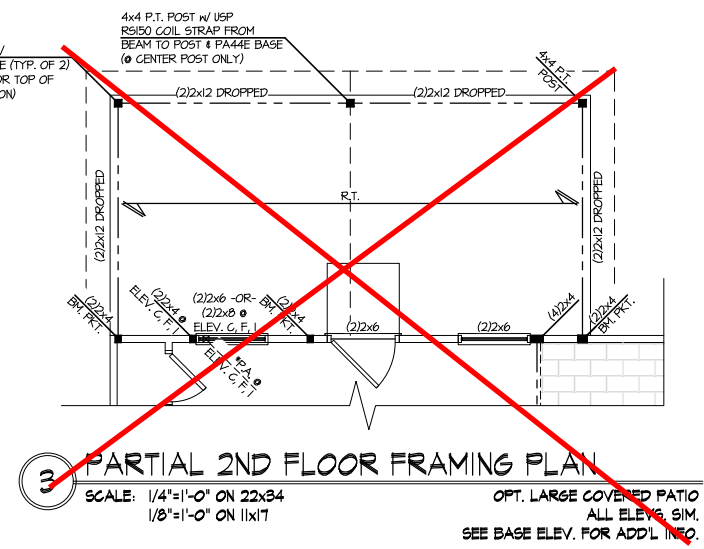 4x4 P.T. POST W/ USP
RS150 COIL STRAP FROM
BEAM TO POST & PA44E BASE
(@ CENTER POST ONLY)
W/
E (TYP. OF 2)
OR TOP OF
ON)
4x4 P.T.
POST
(2)2x12 DROPPED
(2)2x12 DROPPED
(2)2x12 DROPPED
(2)2x12 DROPPED
R.T.
(2)2x4
BM. PKT.
(2)2x4 @
ELEV. C, F, I
(2)2x6 -OR-
(2)2x8 @
ELEV. C, F, I
(2)2x4
BM. PKT.
(2)2x6
(2)2x6
(4)2x4
(2)2x4
BM. PKT.
"P.A. @
ELEV. C, F, I
3
PARTIAL 2ND FLOOR FRAMING PLAN
SCALE: 1/4"=1'-0" ON 22x34
1/8"=1'-0" ON 11x17
OPT. LARGE COVERED PATIO
ALL ELEVS. SIM.
SEE BASE ELEV. FOR ADD'L INFO.